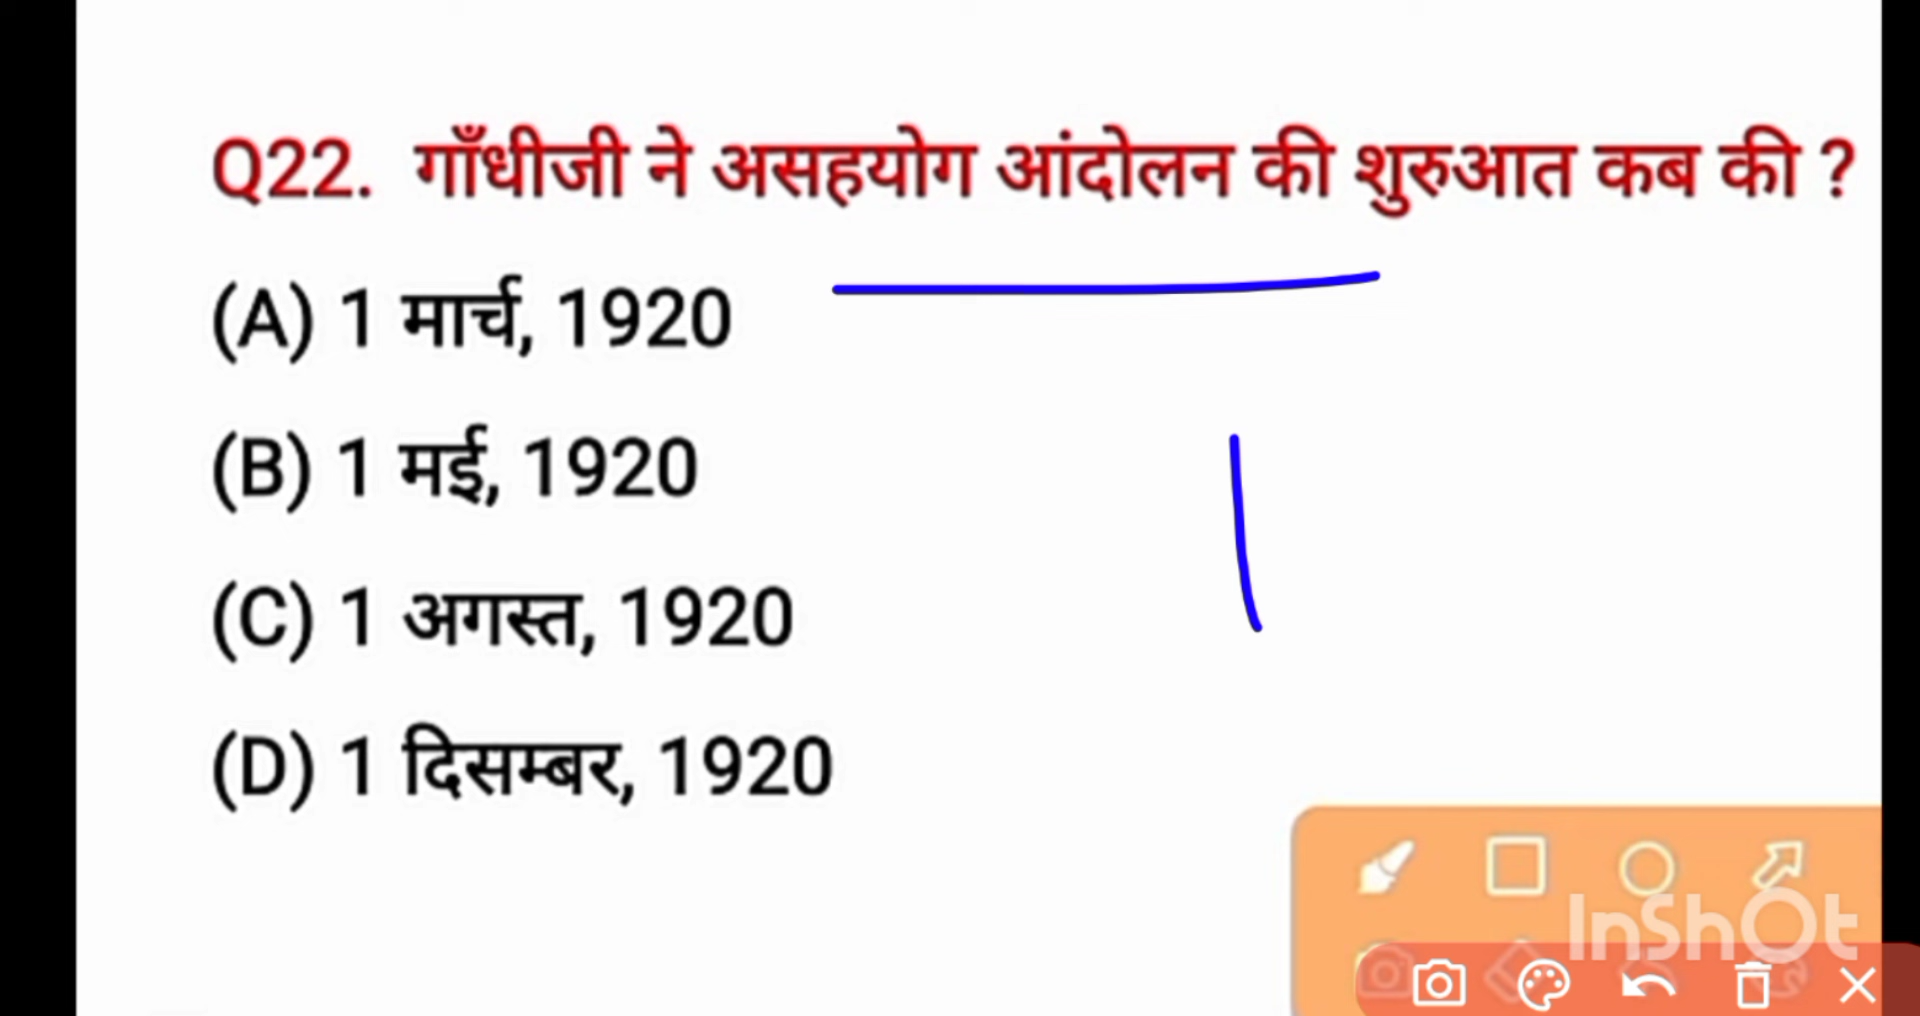 Q22. गाँधीजी ने असहयोग आंदोलन की शुरुआत कब की ?
(A) 1 मार्च, 1920
(B) 1 मई, 1920
(C) 1 अगस्त, 1920
(D) 1 दिसम्बर, 1920
InShOt